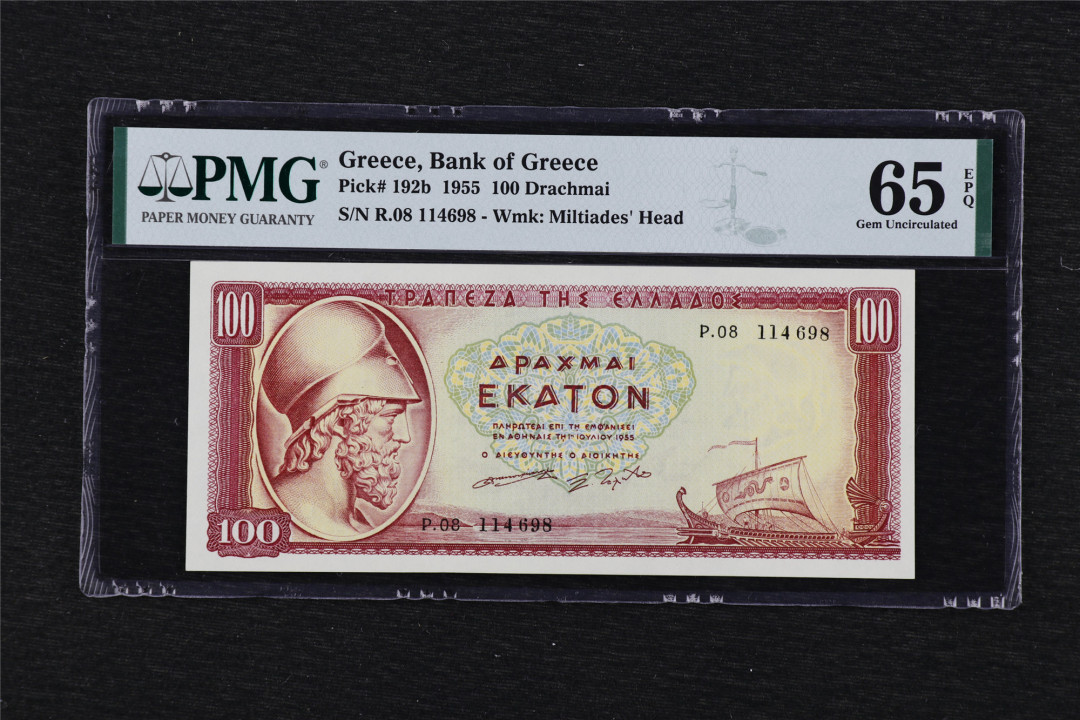 PMG®
PAPER MONEY GUARANTY
Greece, Bank of Greece
Pick# 192b 1955 100 Drachmai
S/N R.08 114698 - Wmk: Miltiades' Head
65
EPQ
Gem Uncirculated
100
ΤΡΑΠΕΖΑ ΤΗΣ ΕΛΛΑΔΟΣ
100
Ρ.08 114698
ΔΡΑΧΜΑΙ
ΕΚΑΤΟΝ
ΠΛΗΡΩΤΕΑΙ ΕΠΙ ΤΗ ΕΜΦΑΝΙΣΕΙ
ΕΝ ΑΘΗΝΑΙΣ ΤΗ 1η ΙΟΥΛΙΟΥ 1955
Ο ΔΙΕΥΘΥΝΤΗΣ Ο ΔΙΟΙΚΗΤΗΣ
Ρ.08 114698
100